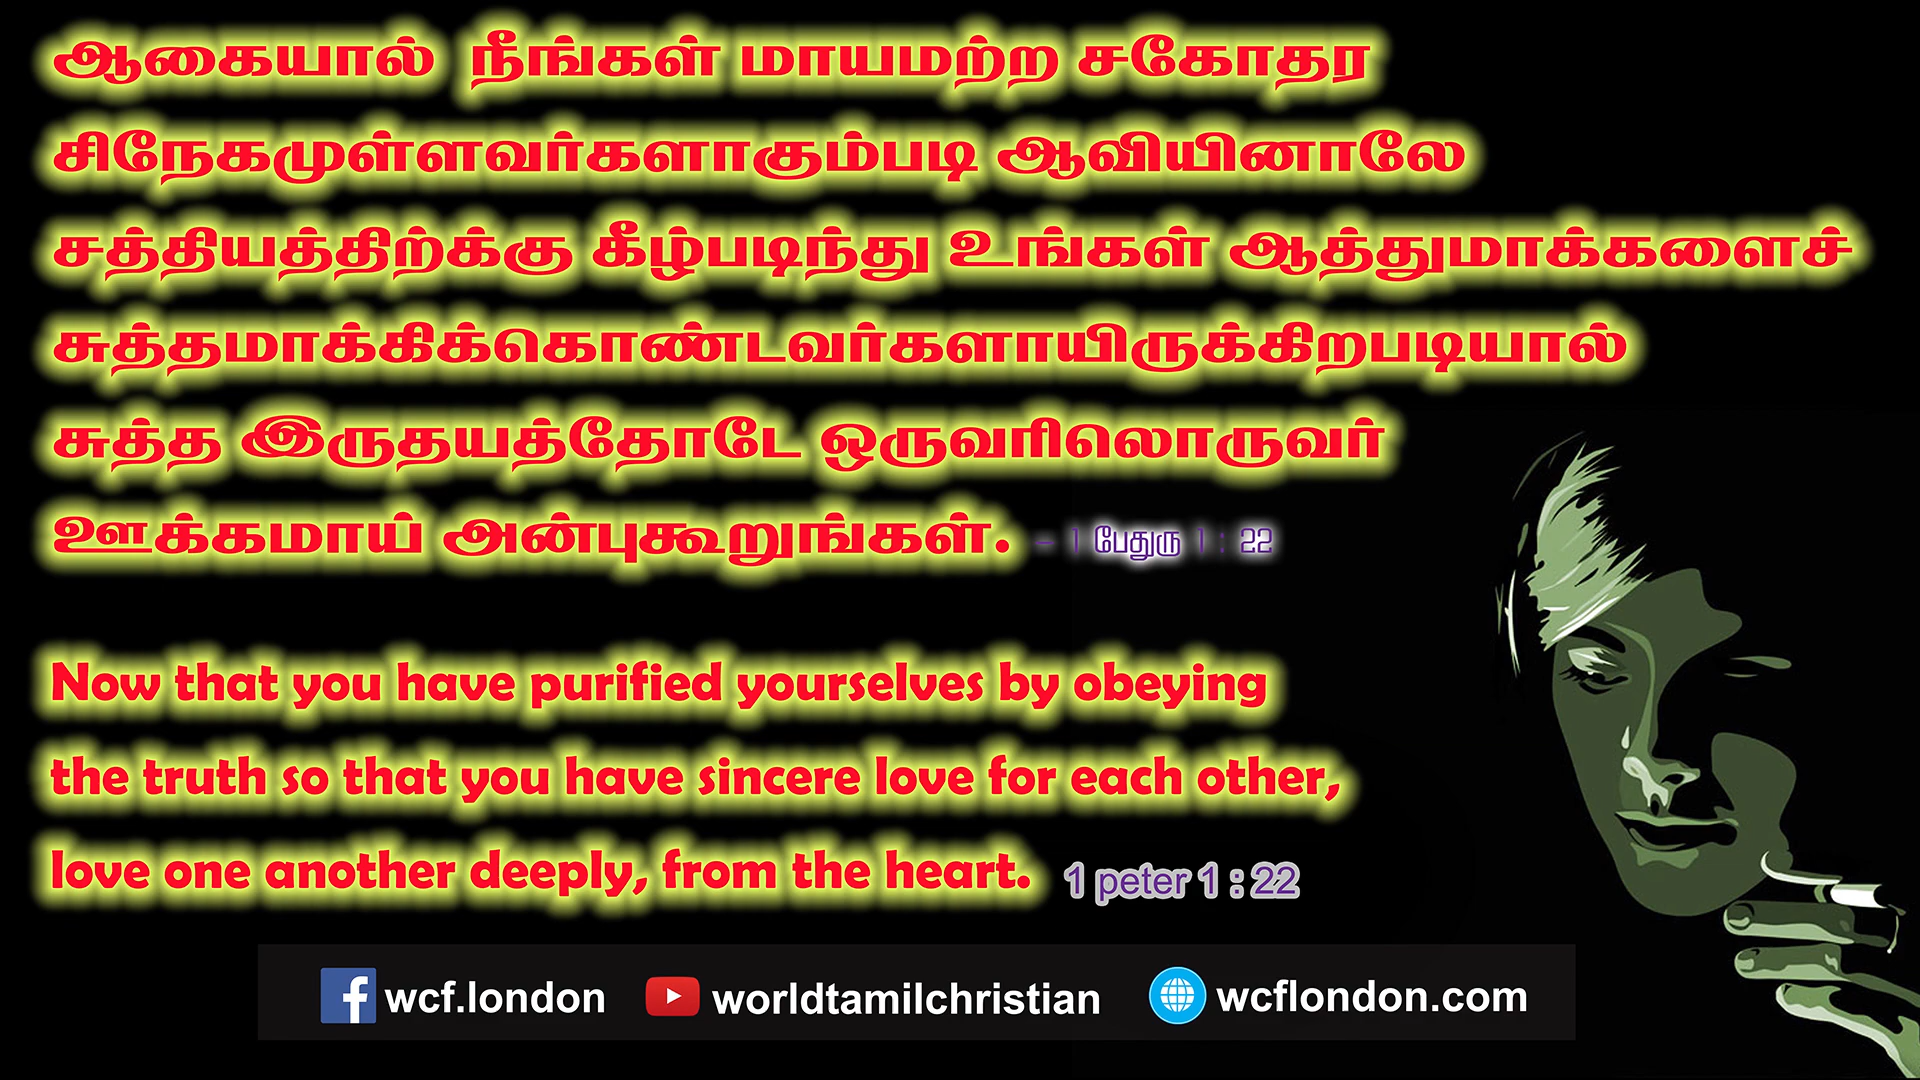 ஆகையால் நீங்கள் மாயமற்ற சகோதர
சிநேகமுள்ளவர்களாகும்படி ஆவியினாலே
சத்தியத்திற்க்கு கீழ்படிந்து உங்கள் ஆத்துமாக்களைச்
சுத்தமாக்கிக்கொண்டவர்களாயிருக்கிறபடியால்
சுத்த இருதயத்தோடே ஒருவரிலொருவர்
ஊக்கமாய் அன்புகூறுங்கள். – 1 பேதுரு 1 : 22
Now that you have purified yourselves by obeying
the truth so that you have sincere love for each other,
love one another deeply, from the heart. 1 peter 1 : 22
wcf.london worldtamilchristian wcflondon.com